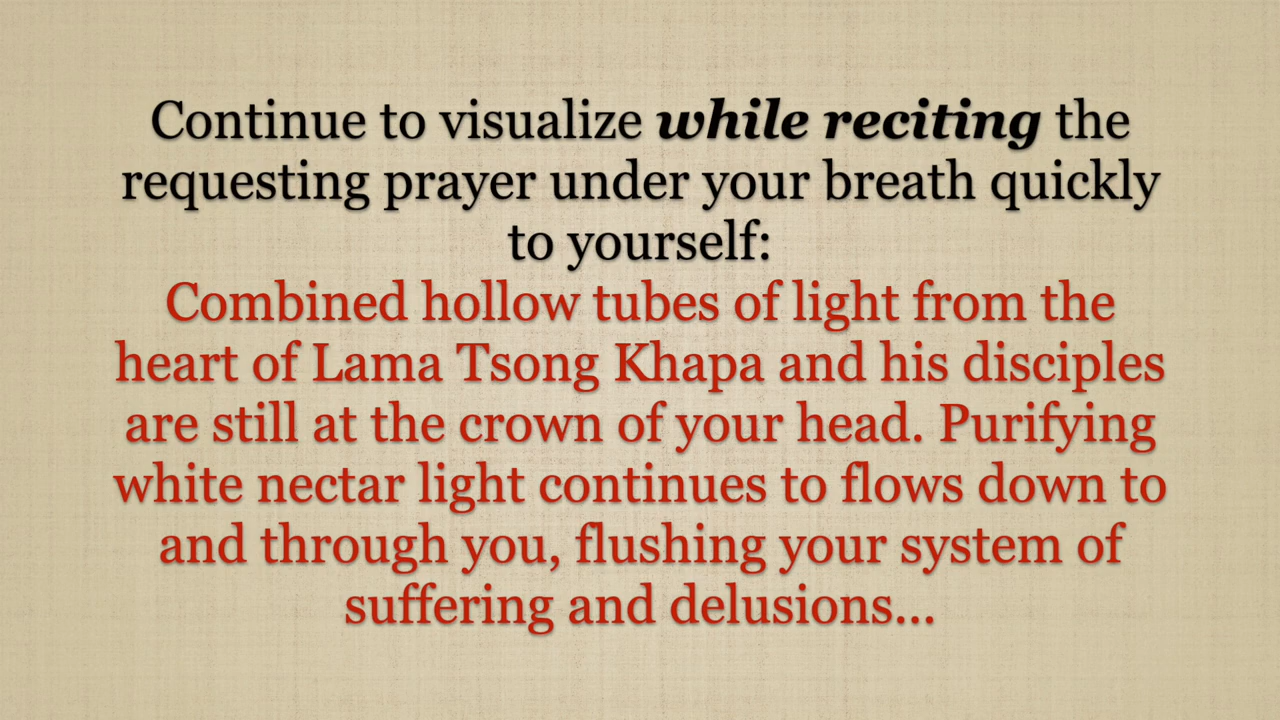 Continue to visualize while reciting the
requesting prayer under your breath quickly
to yourself:
Combined hollow tubes of light from the
heart of Lama Tsong Khapa and his disciples
are still at the crown of your head. Purifying
white nectar light continues to flows down to
and through you, flushing your system of
suffering and delusions...